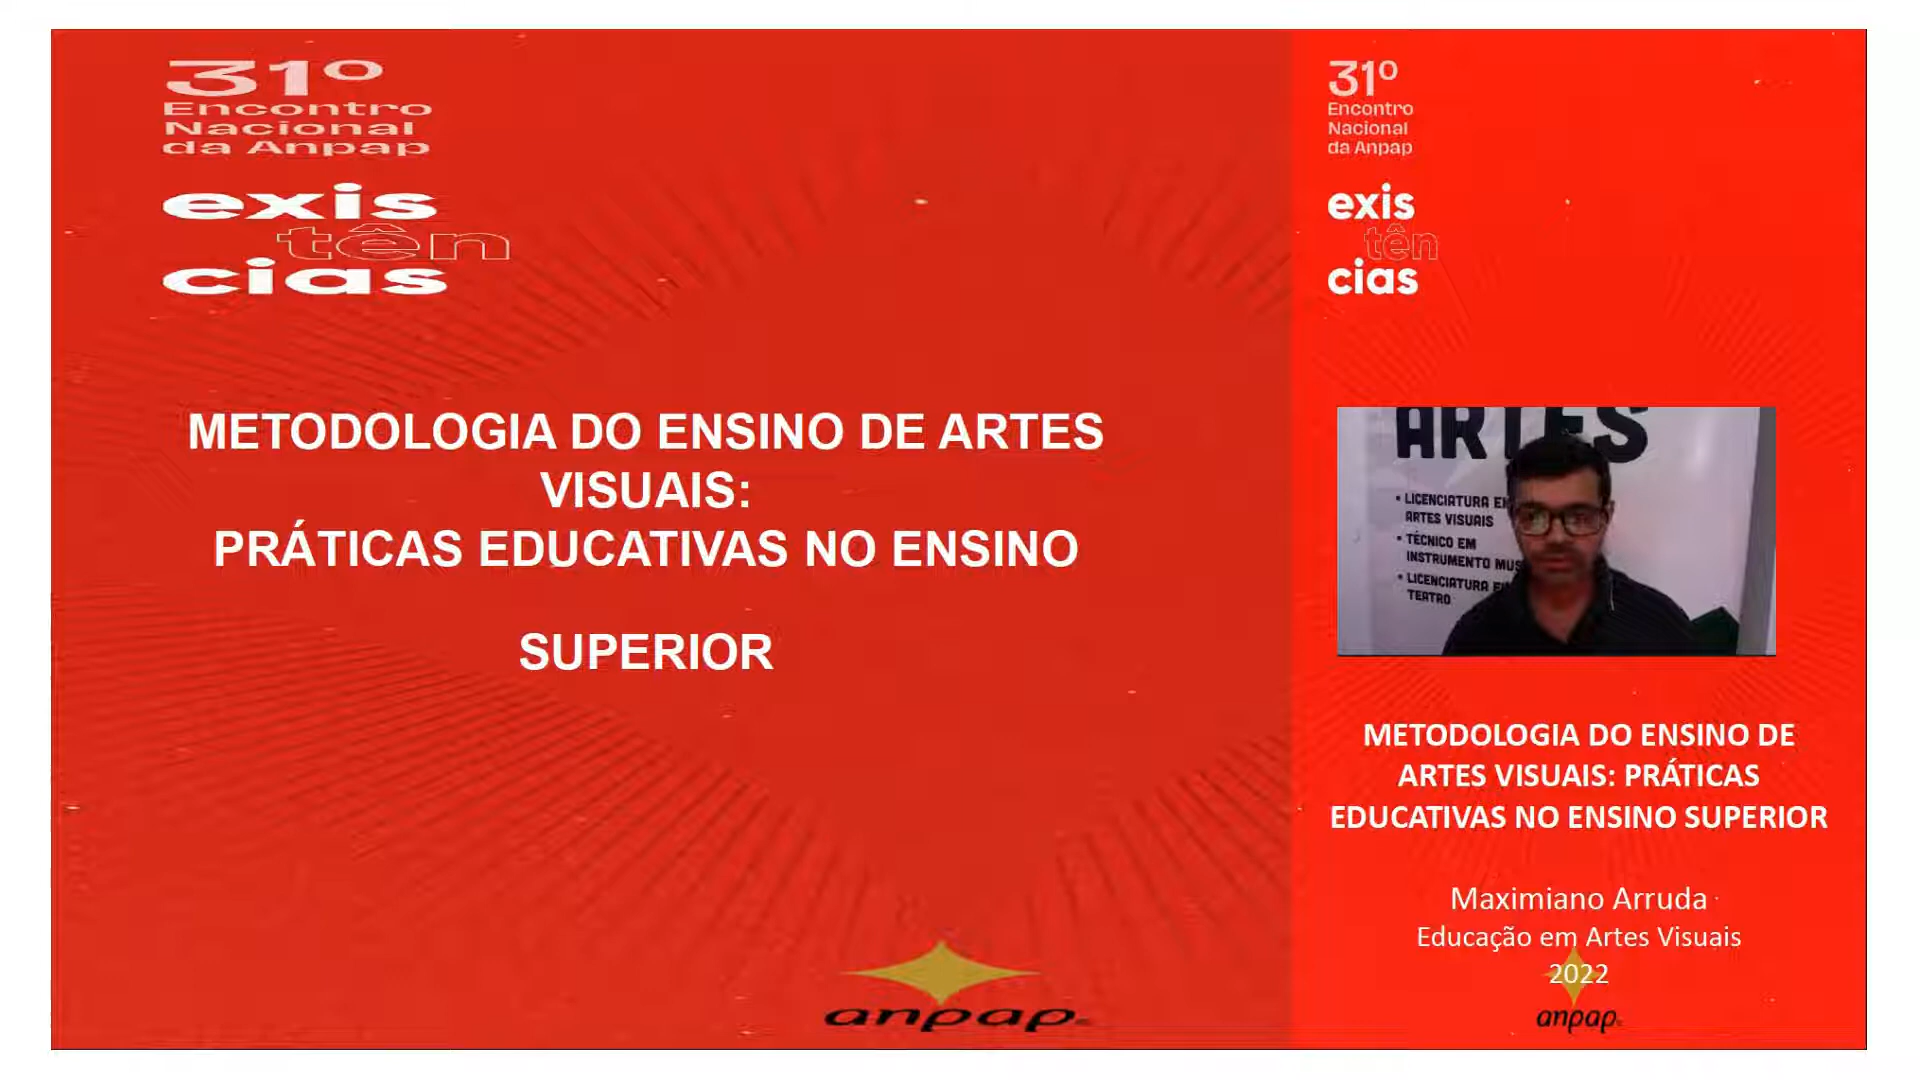 31º
Encontro
Nacional
da Anpap
exis
tên
cias
METODOLOGIA DO ENSINO DE ARTES
VISUAIS:
PRÁTICAS EDUCATIVAS NO ENSINO
SUPERIOR
anpap
31º
Encontro
Nacional
da Anpap
exis
tên
cias
ARTES
• LICENCIATURA EM
ARTES VISUAIS
• TÉCNICO EM
INSTRUMENTO MUS
• LICENCIATURA EM
TEATRO
METODOLOGIA DO ENSINO DE
ARTES VISUAIS: PRÁTICAS
EDUCATIVAS NO ENSINO SUPERIOR
Maximiano Arruda
Educação em Artes Visuais
2022
anpap